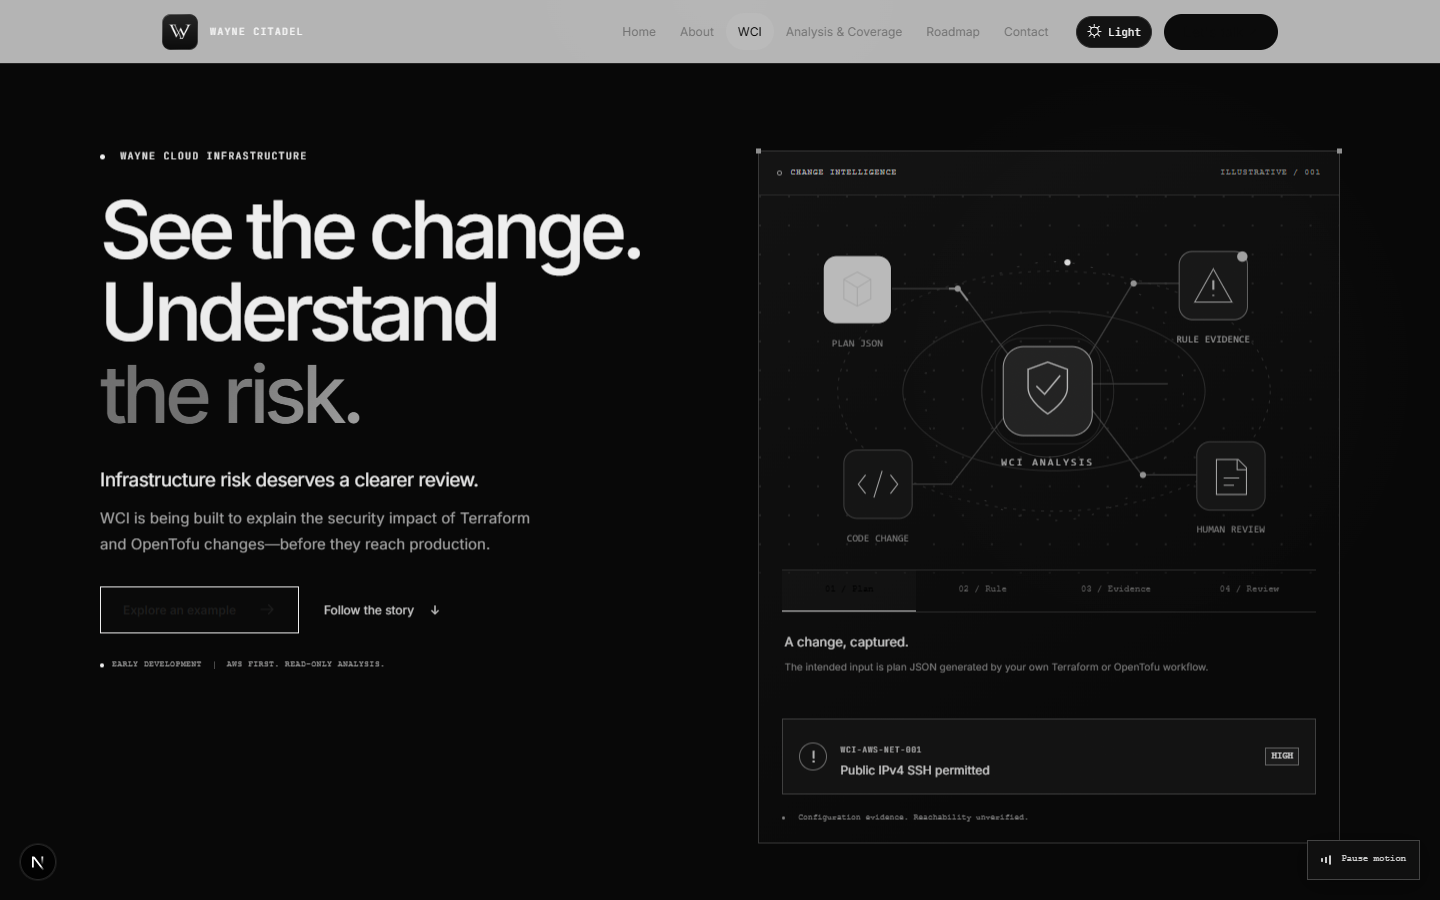 WAYNE CITADEL
Home
About
WCI
Analysis & Coverage
Roadmap
Contact
Light
WAYNE CLOUD INFRASTRUCTURE
See the change.
Understand
the risk.
Infrastructure risk deserves a clearer review.
WCI is being built to explain the security impact of Terraform
and OpenTofu changes—before they reach production.
Explore an example →
Follow the story ↓
EARLY DEVELOPMENT | AWS FIRST. READ-ONLY ANALYSIS.
CHANGE INTELLIGENCE
ILLUSTRATIVE / 001
PLAN JSON
RULE EVIDENCE
WCI ANALYSIS
CODE CHANGE
HUMAN REVIEW
01 / Plan
02 / Rule
03 / Evidence
04 / Review
A change, captured.
The intended input is plan JSON generated by your own Terraform or OpenTofu workflow.
WCI-AWS-NET-001
Public IPv4 SSH permitted
HIGH
Configuration evidence. Reachability unverified.
N
Pause motion